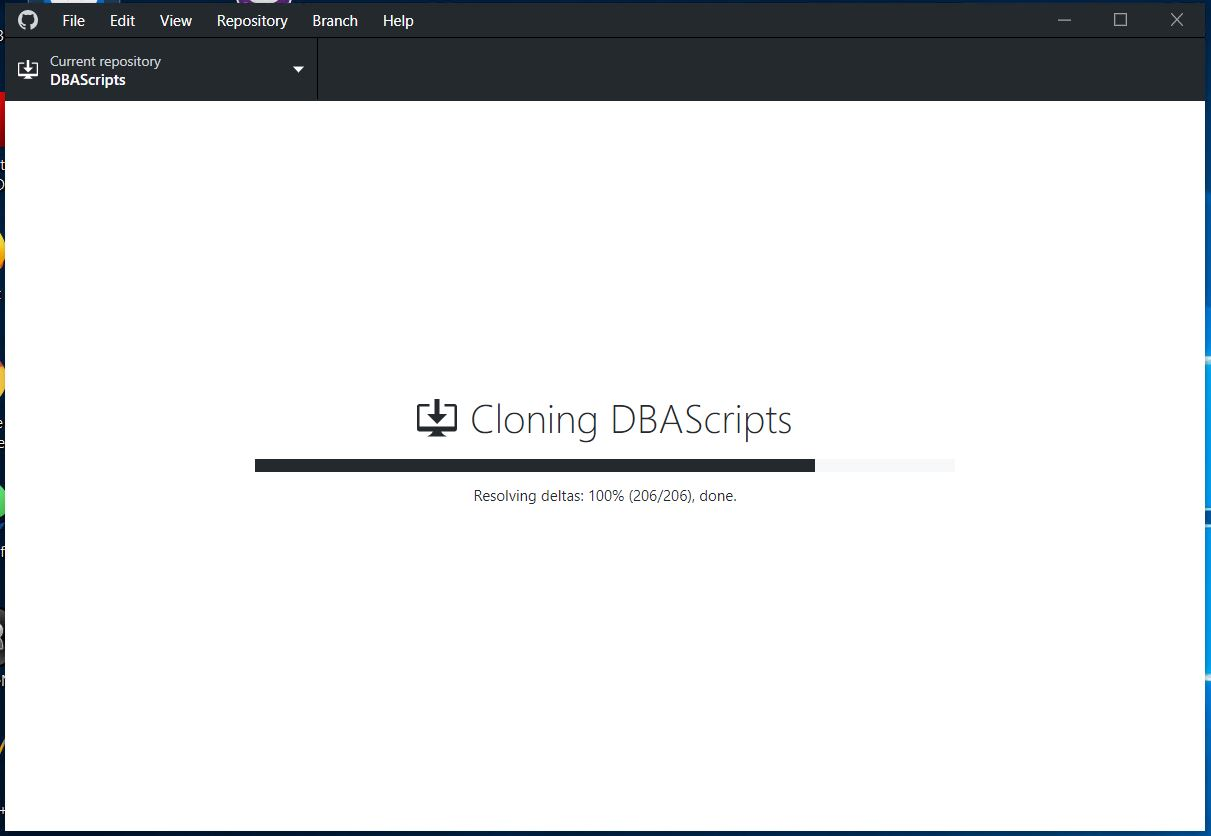 File Edit View Repository Branch Help
Current repository
DBAScripts
Cloning DBAScripts
Resolving deltas: 100% (206/206), done.